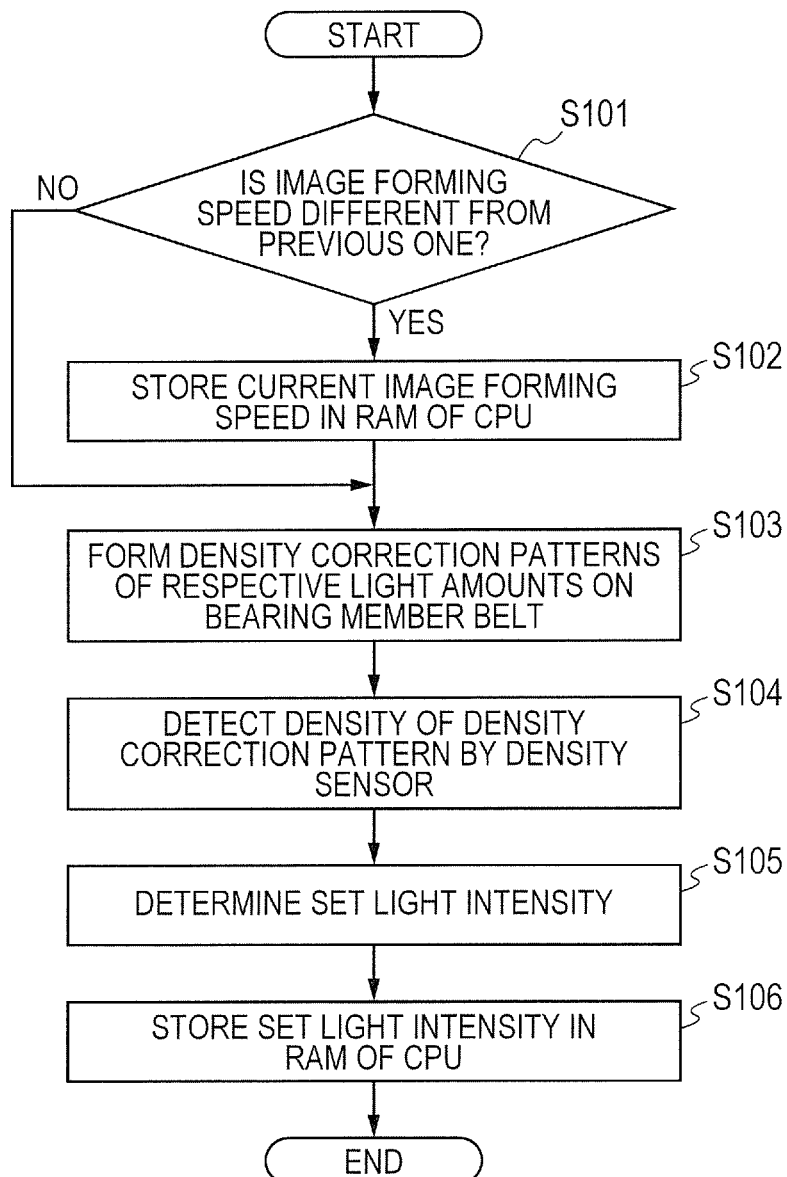 START
S101
NO
IS IMAGE FORMING
SPEED DIFFERENT FROM
PREVIOUS ONE?
YES
S102
STORE CURRENT IMAGE FORMING
SPEED IN RAM OF CPU
S103
FORM DENSITY CORRECTION PATTERNS
OF RESPECTIVE LIGHT AMOUNTS ON
BEARING MEMBER BELT
S104
DETECT DENSITY OF DENSITY
CORRECTION PATTERN BY DENSITY
SENSOR
S105
DETERMINE SET LIGHT INTENSITY
S106
STORE SET LIGHT INTENSITY IN
RAM OF CPU
END